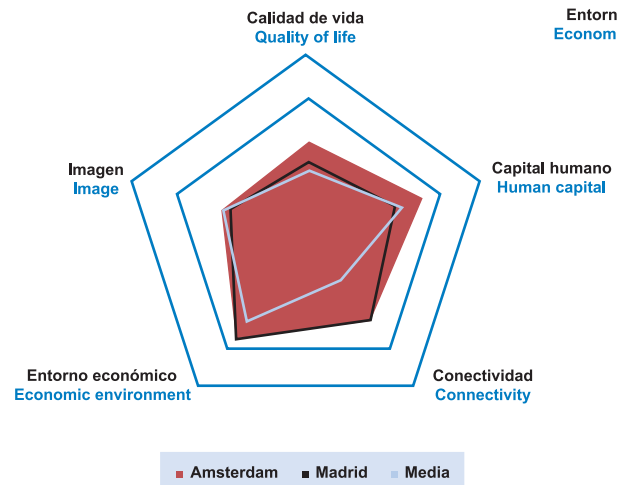 Calidad de vida
Quality of life
Entorn
Econom
Imagen
Image
Capital humano
Human capital
Entorno económico
Economic environment
Conectividad
Connectivity
Amsterdam Madrid Media